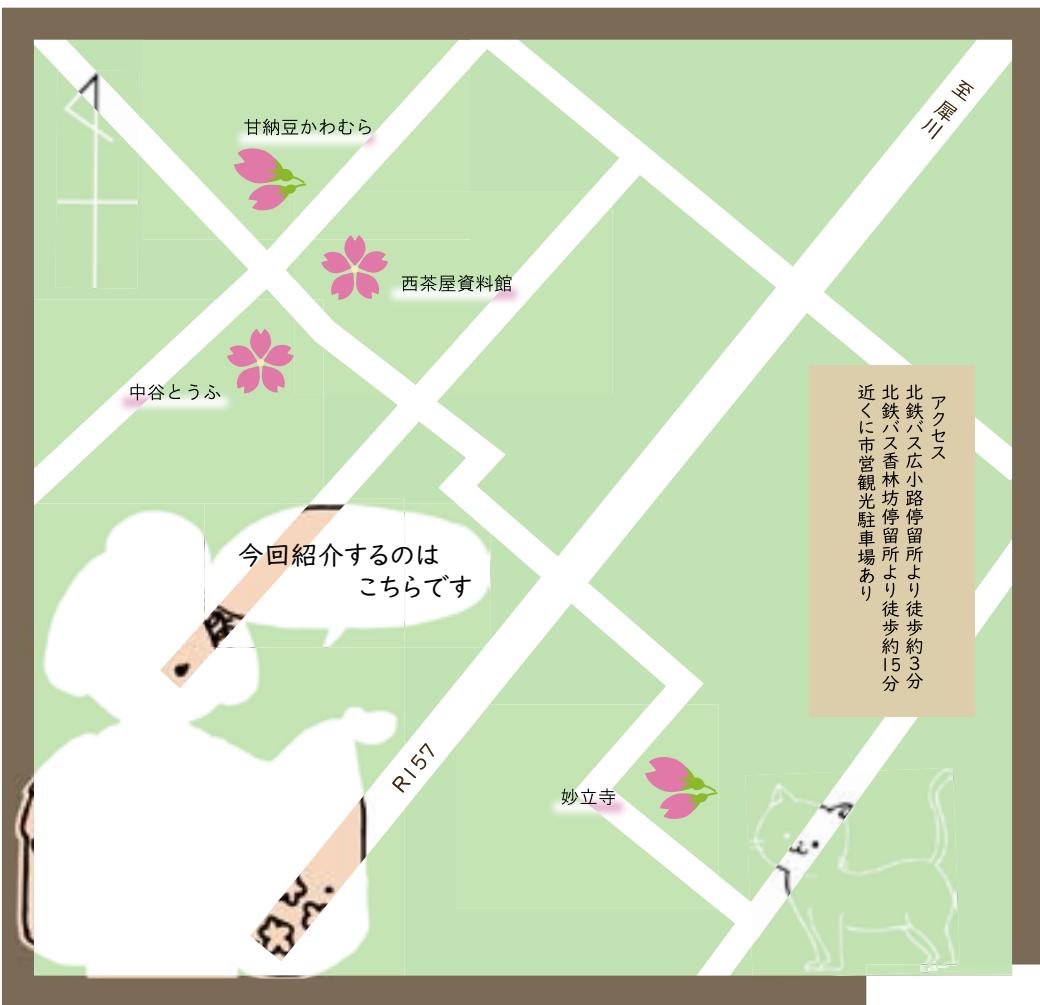 至犀川
甘納豆かわむら
西茶屋資料館
中谷とうふ
アクセス
北鉄バス広小路停留所より徒歩約3分
北鉄バス香林坊停留所より徒歩約15分
近くに市営観光駐車場あり
今回紹介するのは
こちらです
R157
妙立寺